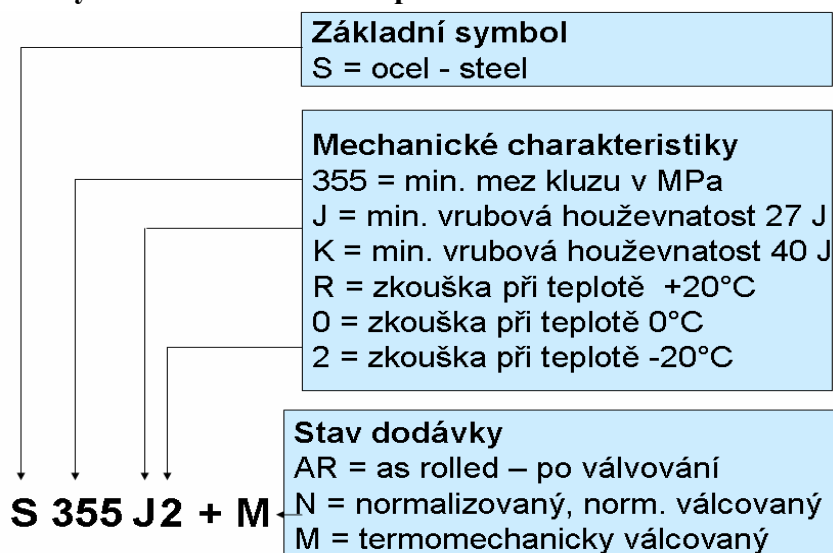 Základní symbol
S = ocel - steel
Mechanické charakteristiky
355 = min. mez kluzu v MPa
J = min. vrubová houževnatost 27 J
K = min. vrubová houževnatost 40 J
R = zkouška při teplotě +20°C
0 = zkouška při teplotě 0°C
2 = zkouška při teplotě -20°C
Stav dodávky
AR = as rolled – po válvování
N = normalizovaný, norm. válcovaný
M = termomechanicky válcovaný
S 355 J2 + M